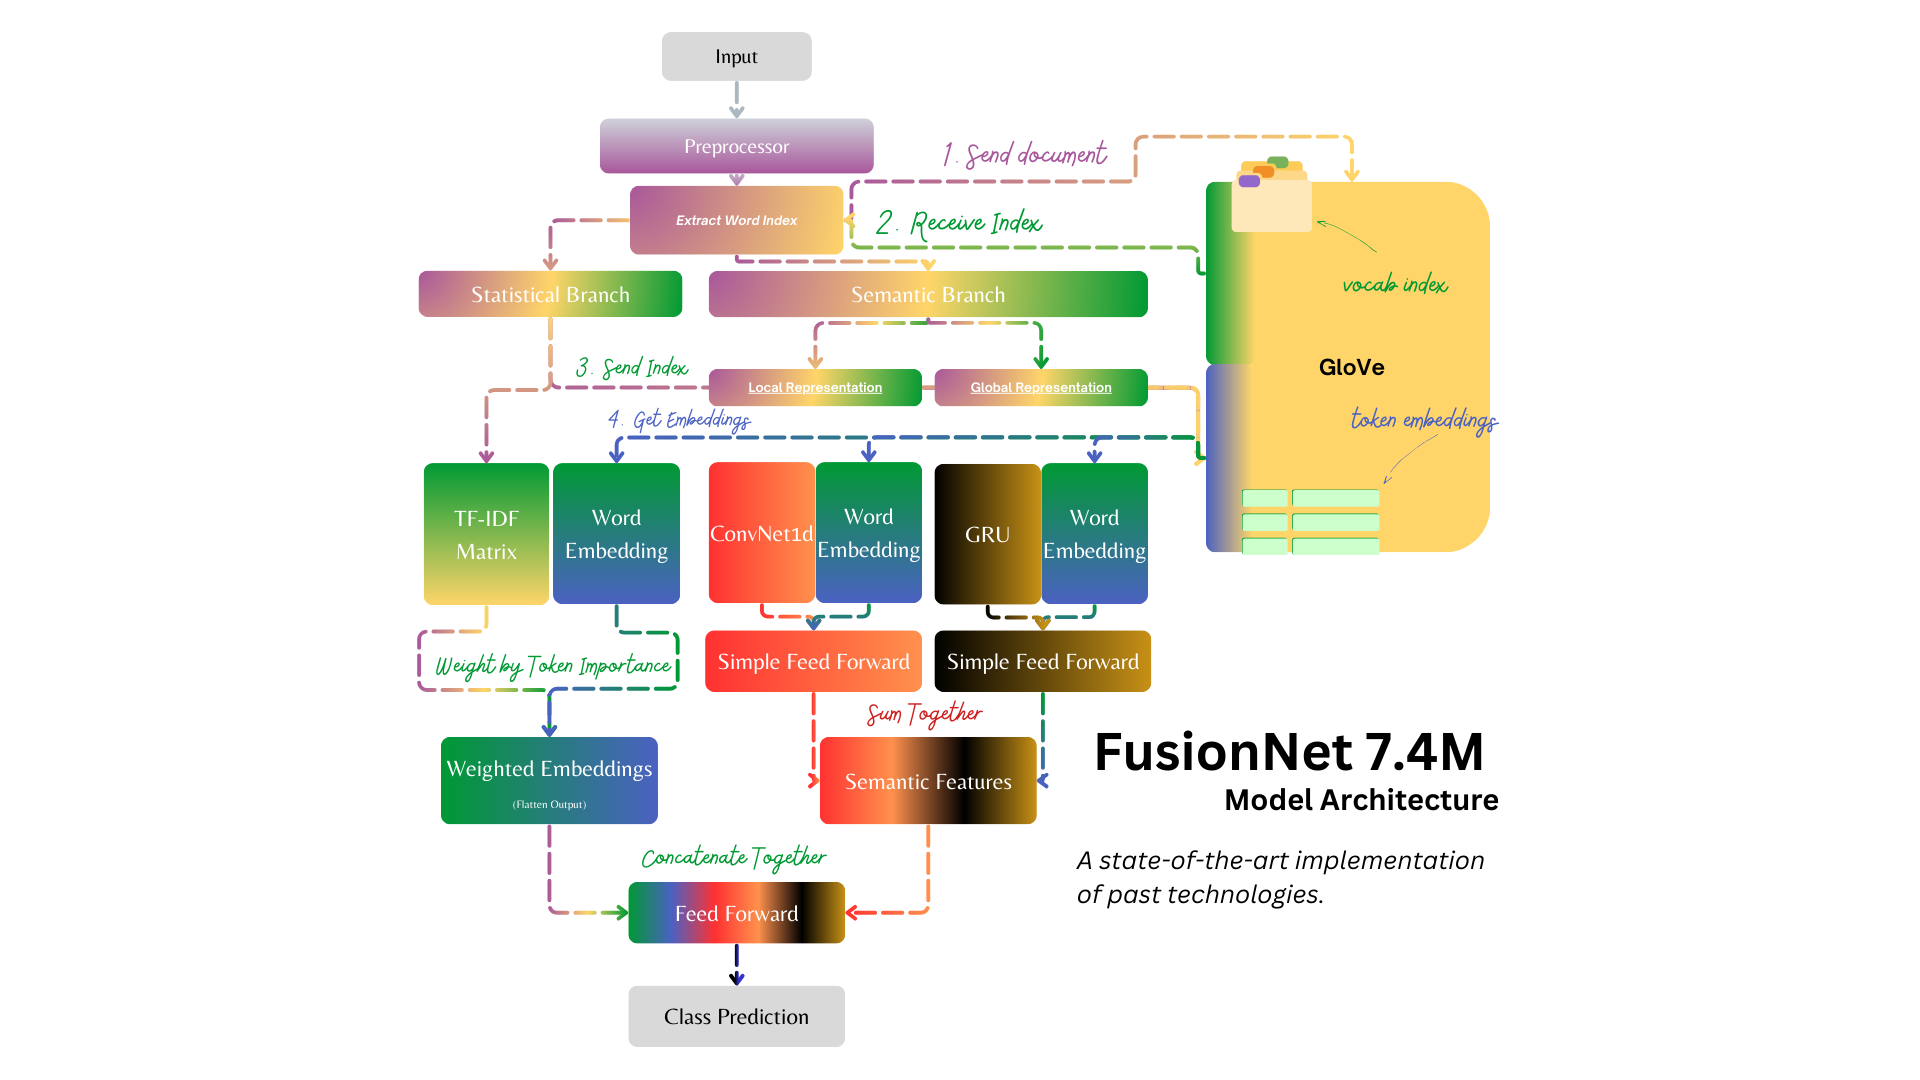 Input
Preprocessor
1. Send document
Extract Word Index
2. Receive Index
vocab index
Statistical Branch
Semantic Branch
GloVe
3. Send Index
Local Representation
Global Representation
4. Get Embeddings
token embeddings
TF-IDF
Matrix
Word
Embedding
ConvNet1d
Word
Embedding
GRU
Word
Embedding
Weight by Token Importance
Simple Feed Forward
Simple Feed Forward
Sum Together
Weighted Embeddings
(Flatten Output)
Semantic Features
FusionNet 7.4M
Model Architecture
Concatenate Together
A state-of-the-art implementation
of past technologies.
Feed Forward
Class Prediction